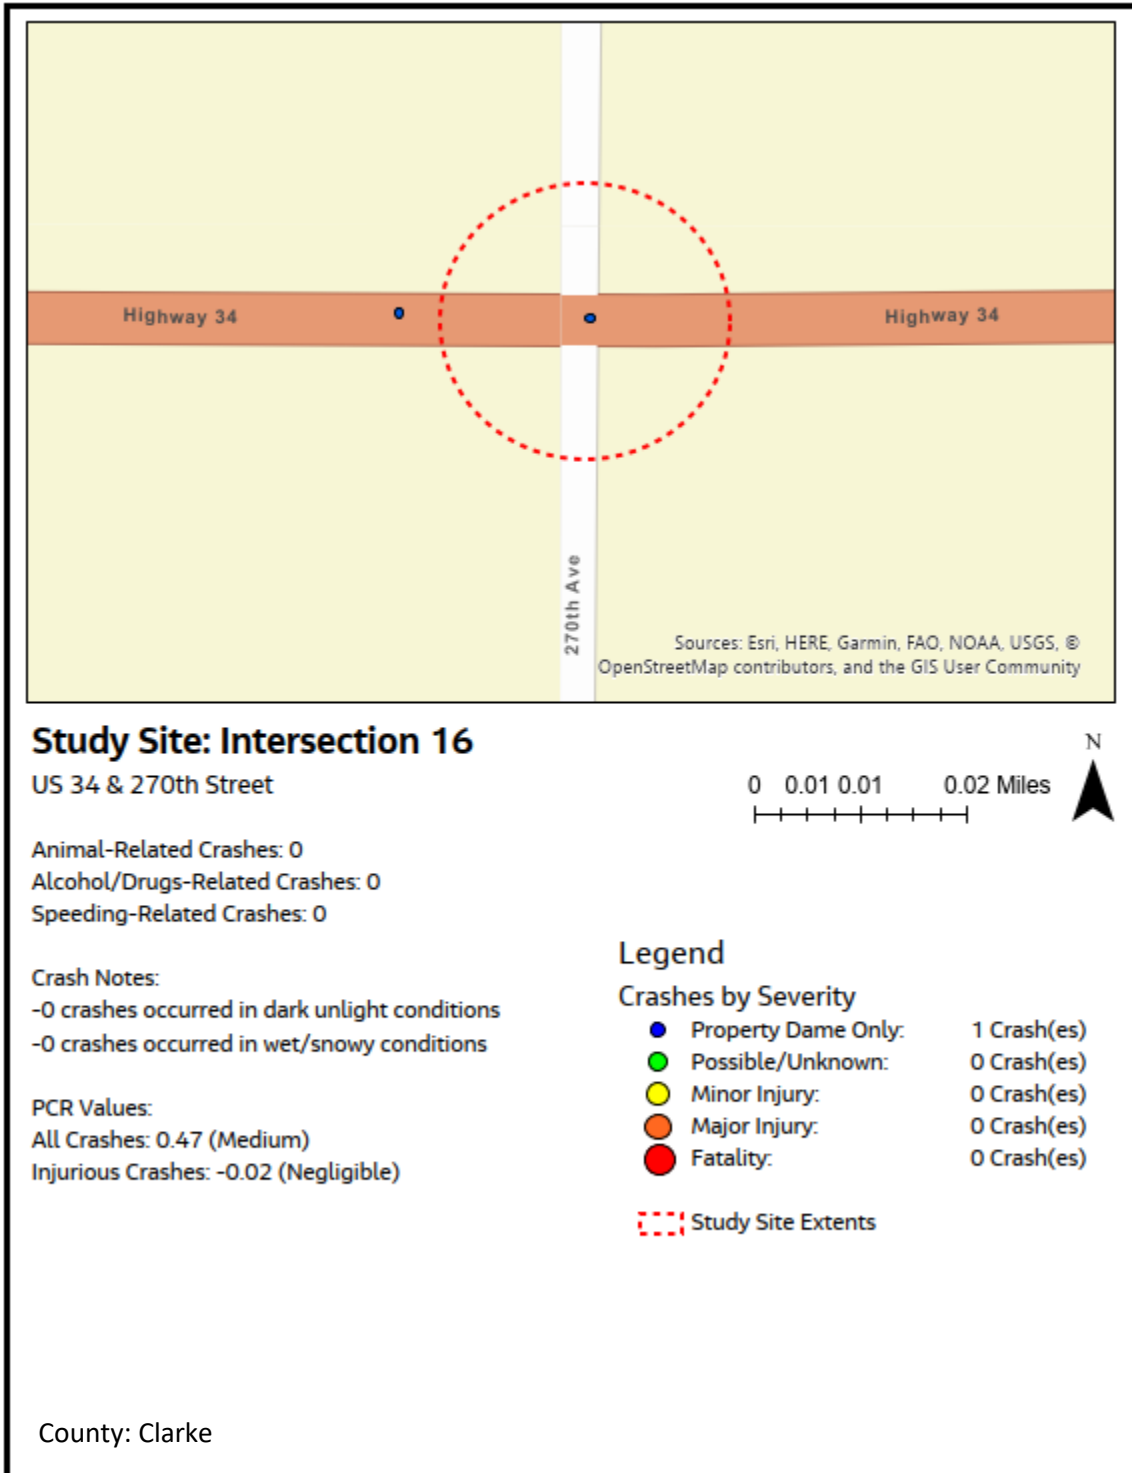 Highway 34
Highway 34
270th Ave
Sources: Esri, HERE, Garmin, FAO, NOAA, USGS, ©
OpenStreetMap contributors, and the GIS User Community
Study Site: Intersection 16
US 34 & 270th Street
0 0.01 0.01 0.02 Miles
N
Animal-Related Crashes: 0
Alcohol/Drugs-Related Crashes: 0
Speeding-Related Crashes: 0
Crash Notes:
-0 crashes occurred in dark unlight conditions
-0 crashes occurred in wet/snowy conditions
PCR Values:
All Crashes: 0.47 (Medium)
Injurious Crashes: -0.02 (Negligible)
Legend
Crashes by Severity
Property Dame Only: 1 Crash(es)
Possible/Unknown: 0 Crash(es)
Minor Injury: 0 Crash(es)
Major Injury: 0 Crash(es)
Fatality: 0 Crash(es)
Study Site Extents
County: Clarke